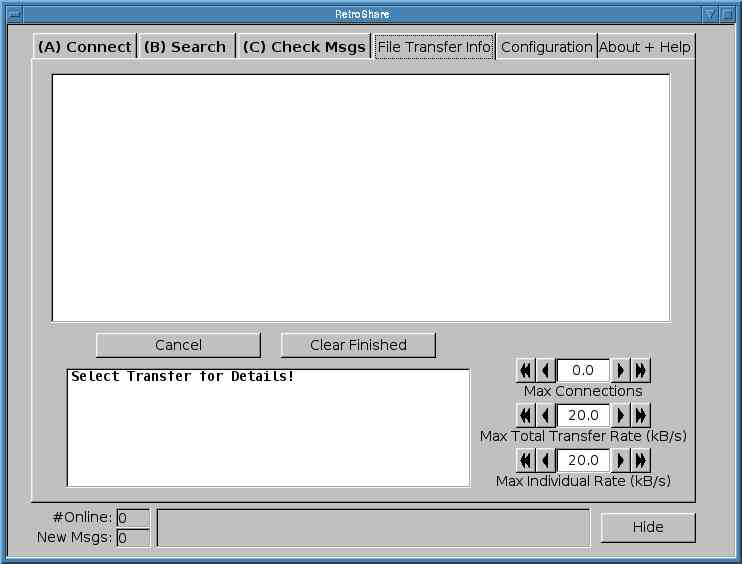 RetroShare
(A) Connect (B) Search (C) Check Msgs File Transfer Info Configuration About + Help
Cancel Clear Finished
Select Transfer for Details!
0.0
Max Connections
20.0
Max Total Transfer Rate (kB/s)
20.0
Max Individual Rate (kB/s)
#Online: 0
New Msgs: 0
Hide